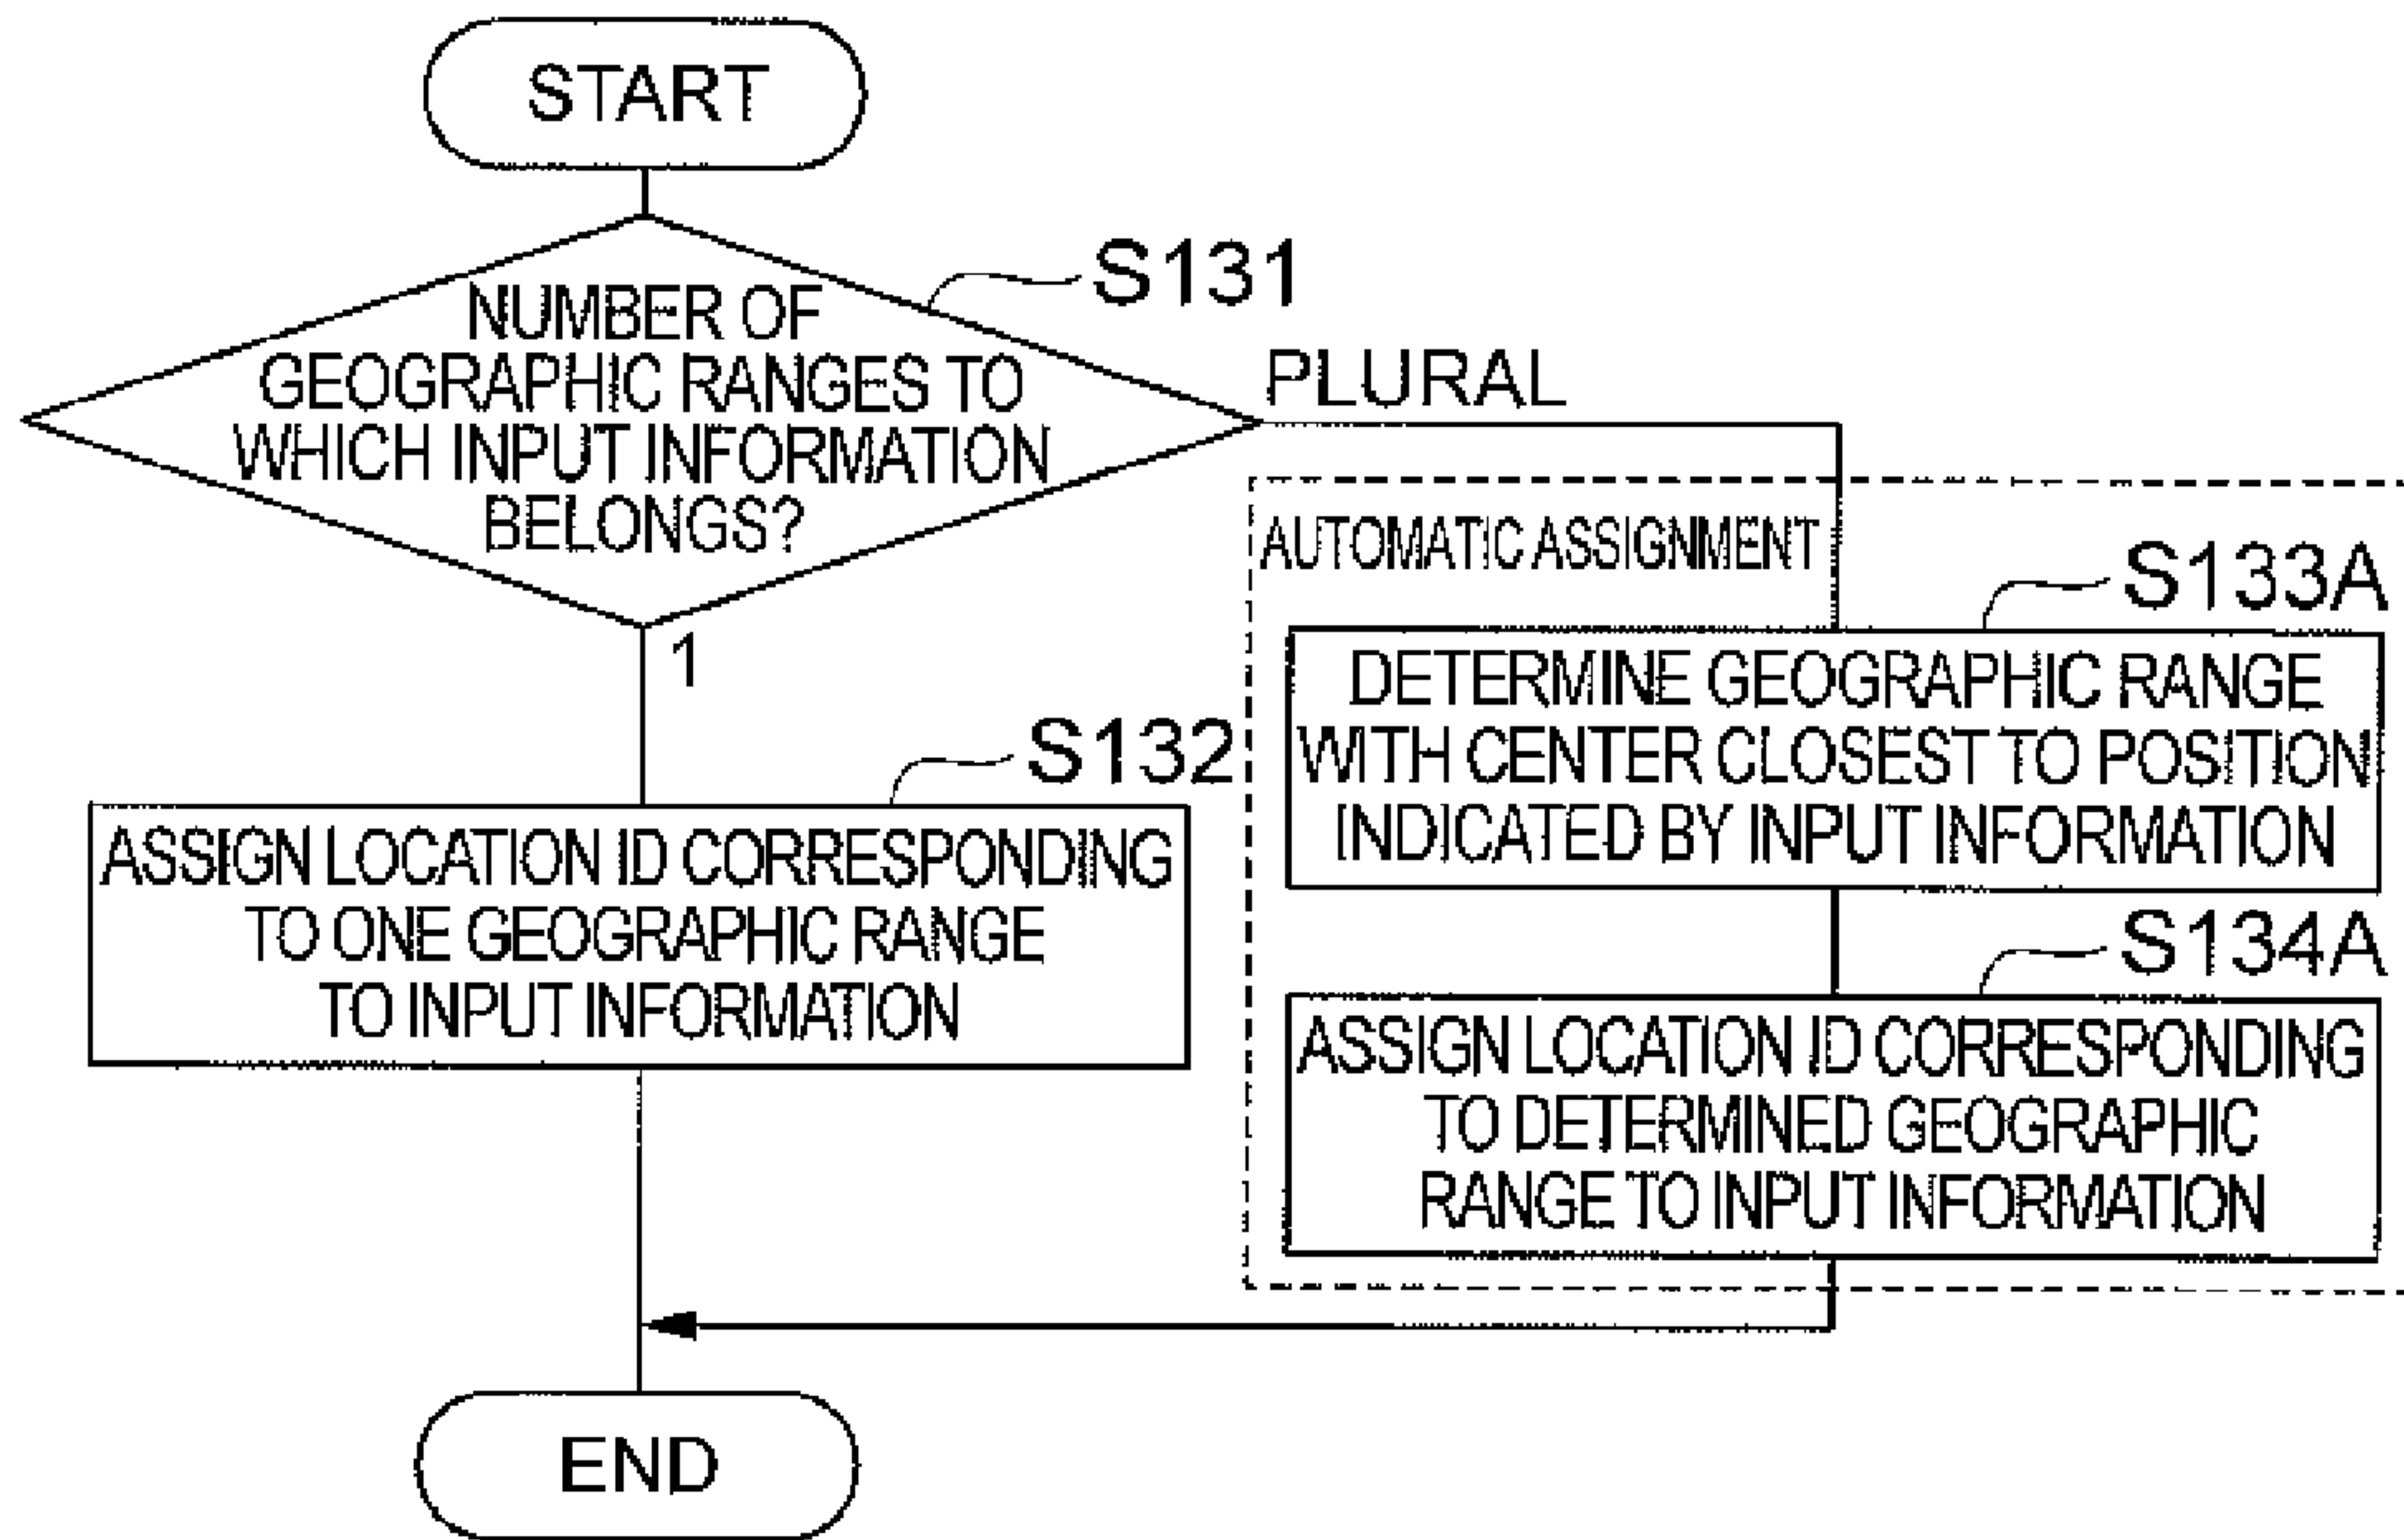 START
S131
NUMBER OF
GEOGRAPHIC RANGES TO
WHICH INPUT INFORMATION
BELONGS?
PLURAL
1
S132
ASSIGN LOCATION ID CORRESPONDING
TO ONE GEOGRAPHIC RANGE
TO INPUT INFORMATION
AUTOMATIC ASSIGNMENT
S133A
DETERMINE GEOGRAPHIC RANGE
WITH CENTER CLOSEST TO POSITION
INDICATED BY INPUT INFORMATION
S134A
ASSIGN LOCATION ID CORRESPONDING
TO DETERMINED GEOGRAPHIC
RANGE TO INPUT INFORMATION
END